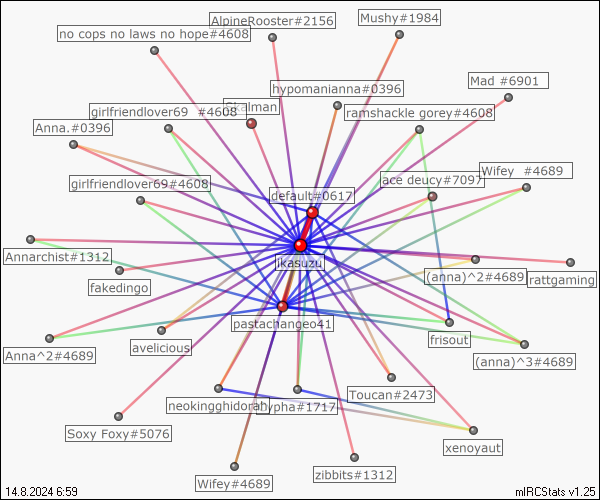 AlpineRooster#2156
Mushy#1984
no cops no laws no hope#4608
Mad #6901
hypomanianna#0396
girlfriendlover69 #4608
Skalman
ramshackle gorey#4608
Anna.#0396
Wifey #4689
ace deucy#7097
girlfriendlover69#4608
default#0617
Annarchist#1312
ikasuzu
(anna)^2#4689
rattgaming
fakedingo
pastachangeo41
frisout
Anna^2#4689
avelicious
(anna)^3#4689
Toucan#2473
neokingghidorah
hypha#1717
Soxy Foxy#5076
xenoyaut
zibbits#1312
Wifey#4689
14.8.2024 6:59
mIRCStats v1.25